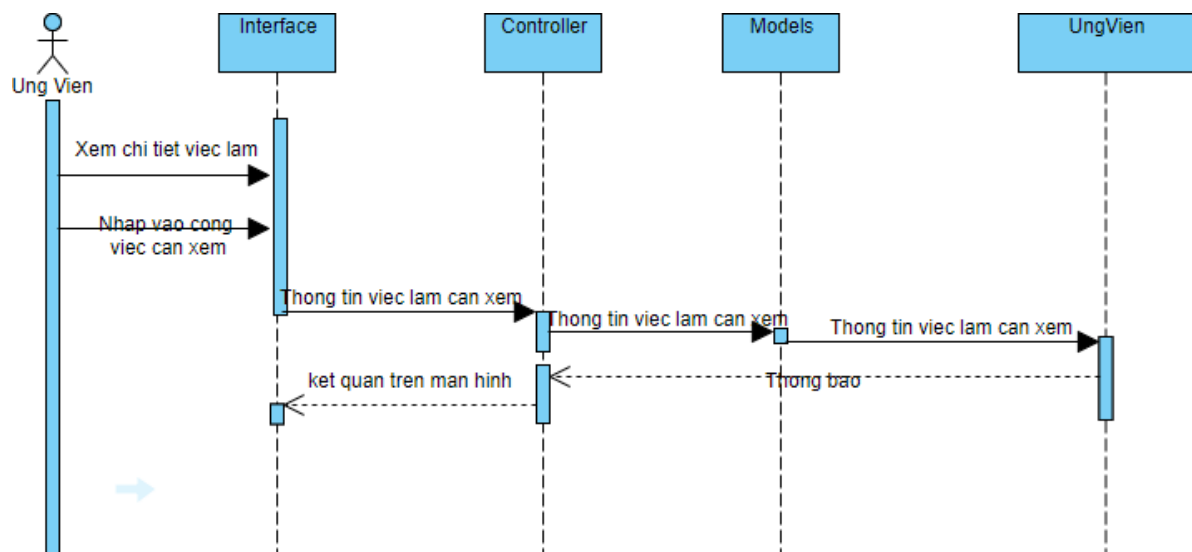 Interface
Controller
Models
UngVien
Ung Vien
Xem chi tiet viec lam
Nhap vao cong
viec can xem
Thong tin viec lam can xem
Thong tin viec lam can xem
Thong tin viec lam can xem
Thong bao
ket quan tren man hinh